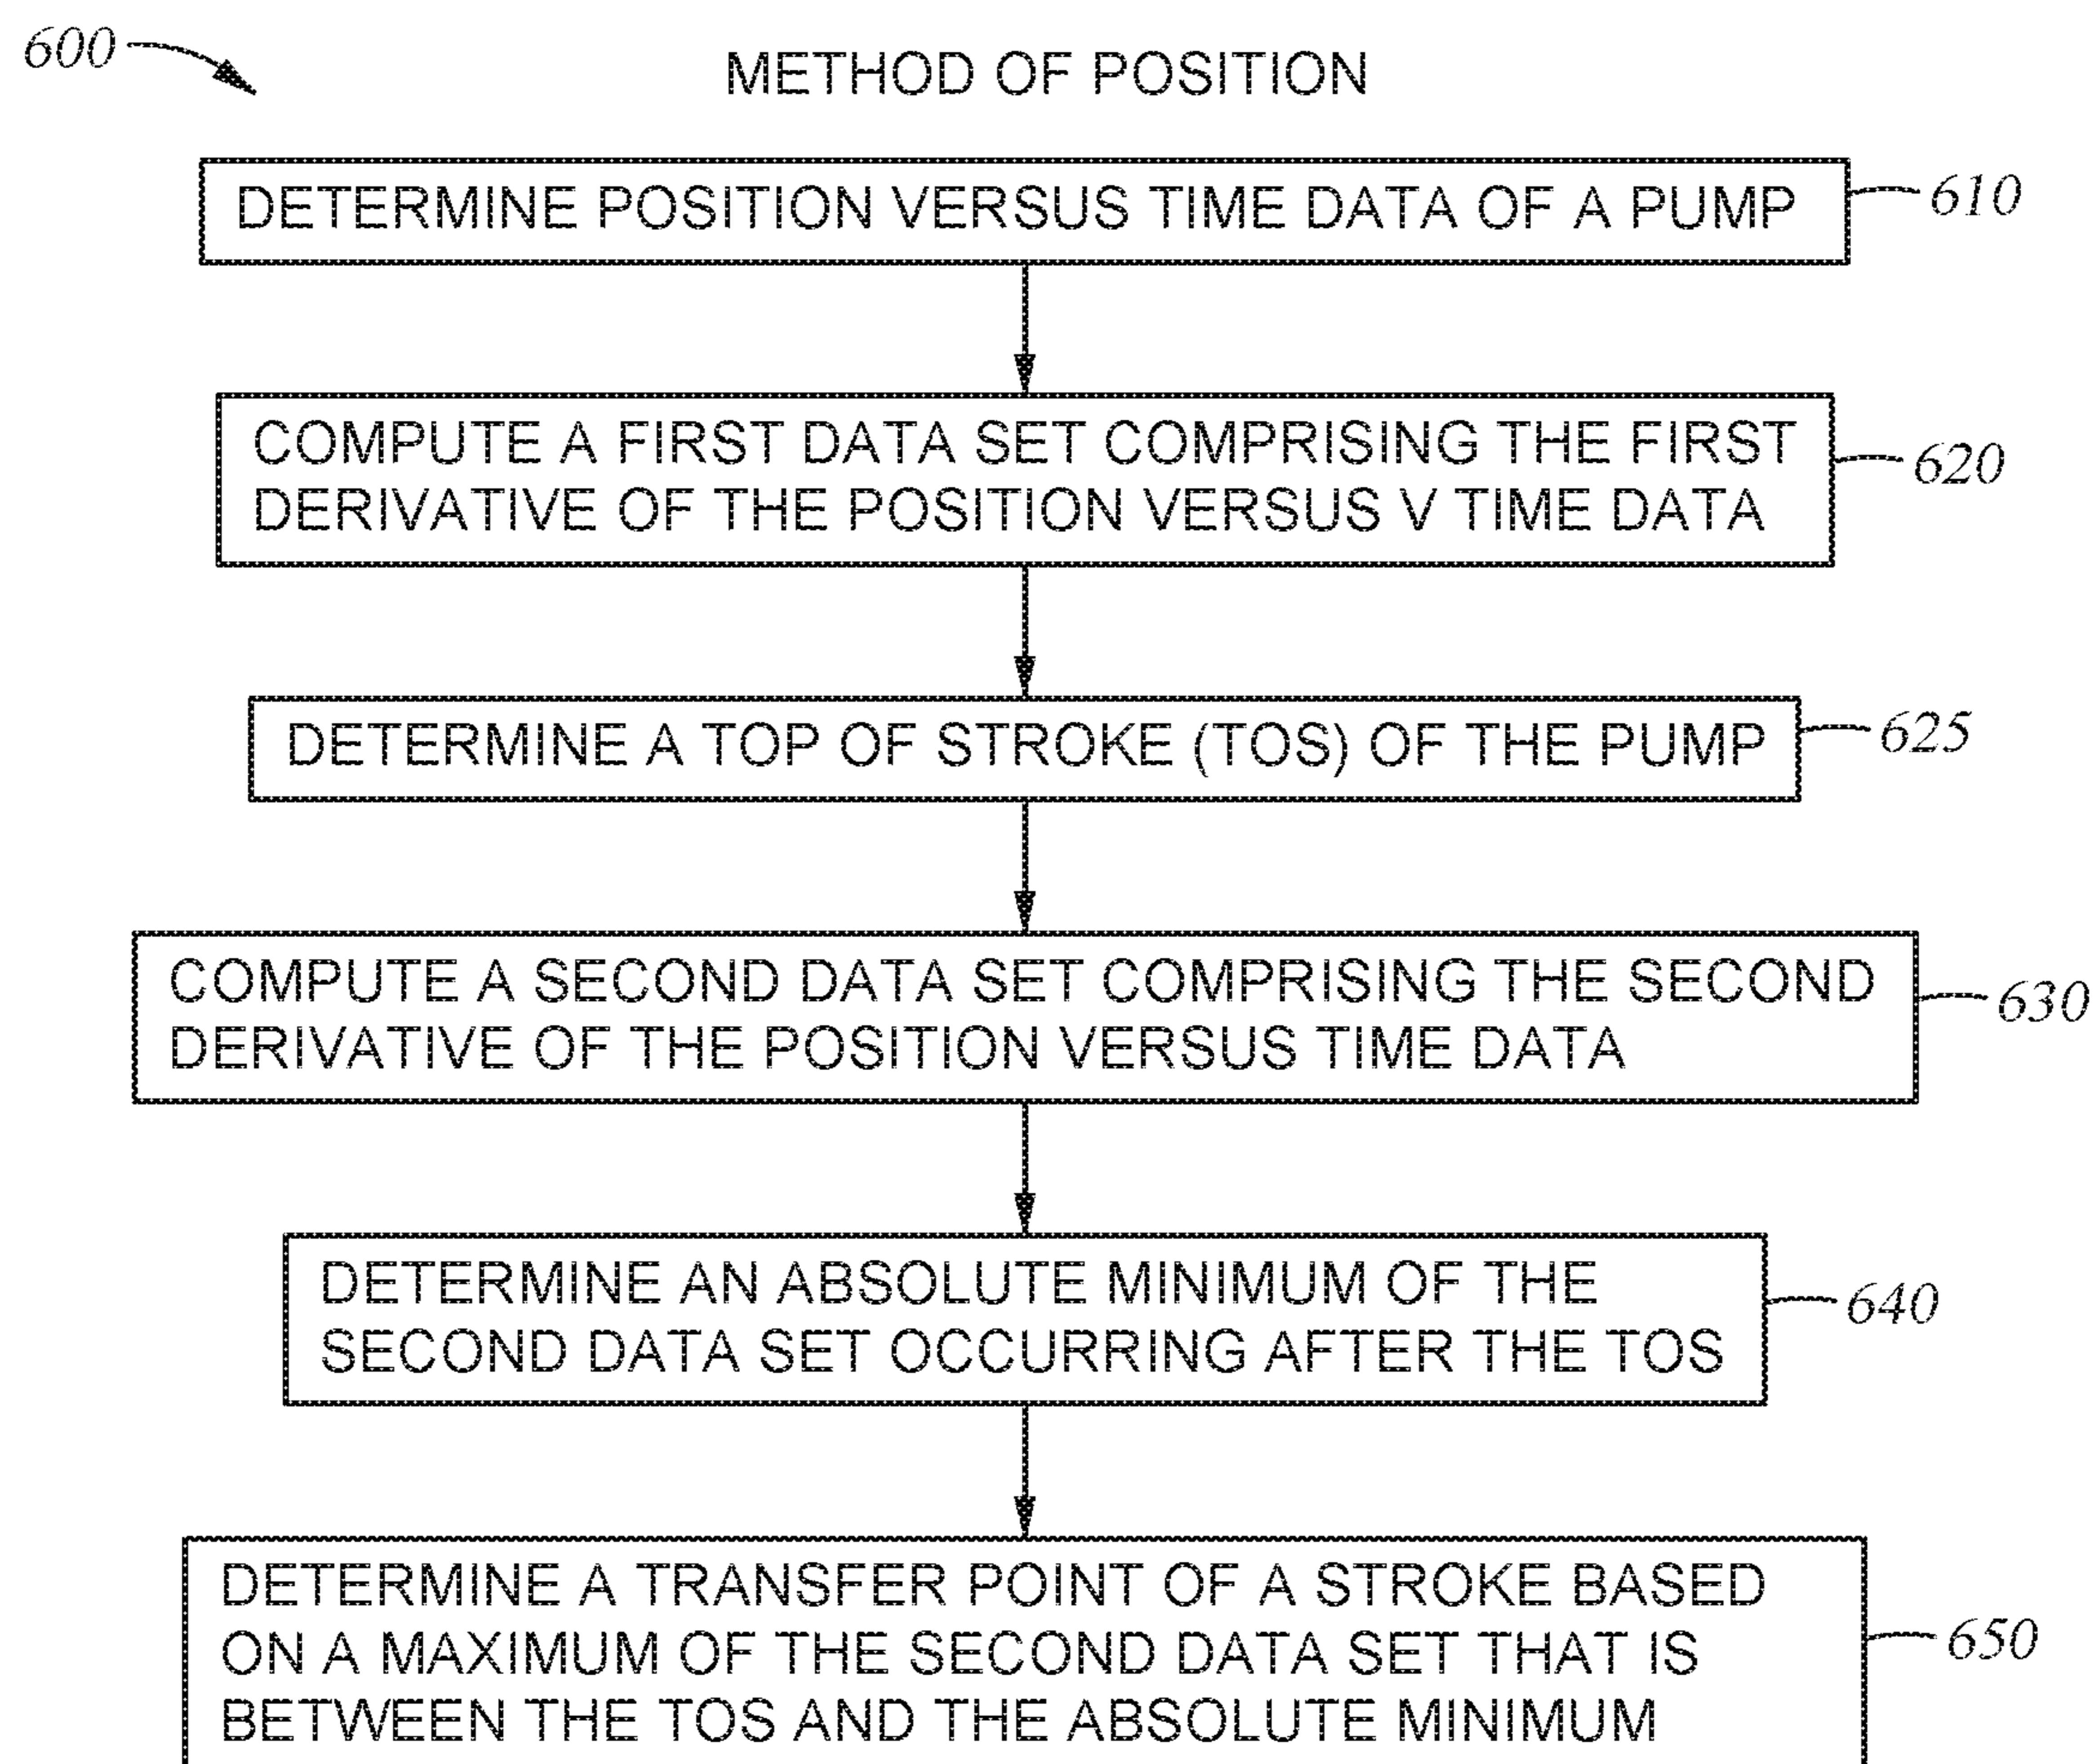 600
METHOD OF POSITION
DETERMINE POSITION VERSUS TIME DATA OF A PUMP
610
COMPUTE A FIRST DATA SET COMPRISING THE FIRST
DERIVATIVE OF THE POSITION VERSUS V TIME DATA
620
DETERMINE A TOP OF STROKE (TOS) OF THE PUMP
625
COMPUTE A SECOND DATA SET COMPRISING THE SECOND
DERIVATIVE OF THE POSITION VERSUS TIME DATA
630
DETERMINE AN ABSOLUTE MINIMUM OF THE
SECOND DATA SET OCCURRING AFTER THE TOS
640
DETERMINE A TRANSFER POINT OF A STROKE BASED
ON A MAXIMUM OF THE SECOND DATA SET THAT IS
BETWEEN THE TOS AND THE ABSOLUTE MINIMUM
650